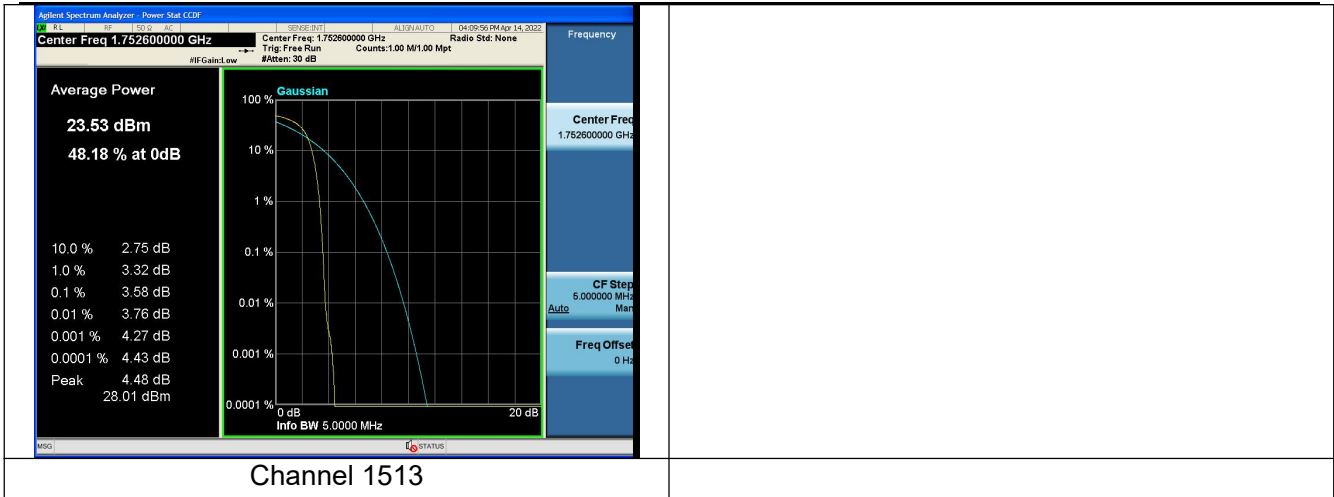 Agilent Spectrum Analyzer - Power Stat CCDF
RL RF 50 Ω AC SENSE:INT ALIGN AUTO 04:09:56 PM Apr 14, 2022
Center Freq 1.752600000 GHz
Center Freq: 1.752600000 GHz Radio Std: None
Trig: Free Run Counts:1.00 M/1.00 Mpt
#IFGain:Low #Atten: 30 dB
Frequency
Average Power
23.53 dBm
48.18 % at 0dB
10.0 % 2.75 dB
1.0 % 3.32 dB
0.1 % 3.58 dB
0.01 % 3.76 dB
0.001 % 4.27 dB
0.0001 % 4.43 dB
Peak 4.48 dB
28.01 dBm
Gaussian
100 %
10 %
1 %
0.1 %
0.01 %
0.001 %
0.0001 %
0 dB 20 dB
Info BW 5.0000 MHz
Center Freq
1.752600000 GHz
CF Step
5.000000 MHz
Auto Man
Freq Offset
0 Hz
MSG STATUS
Channel 1513